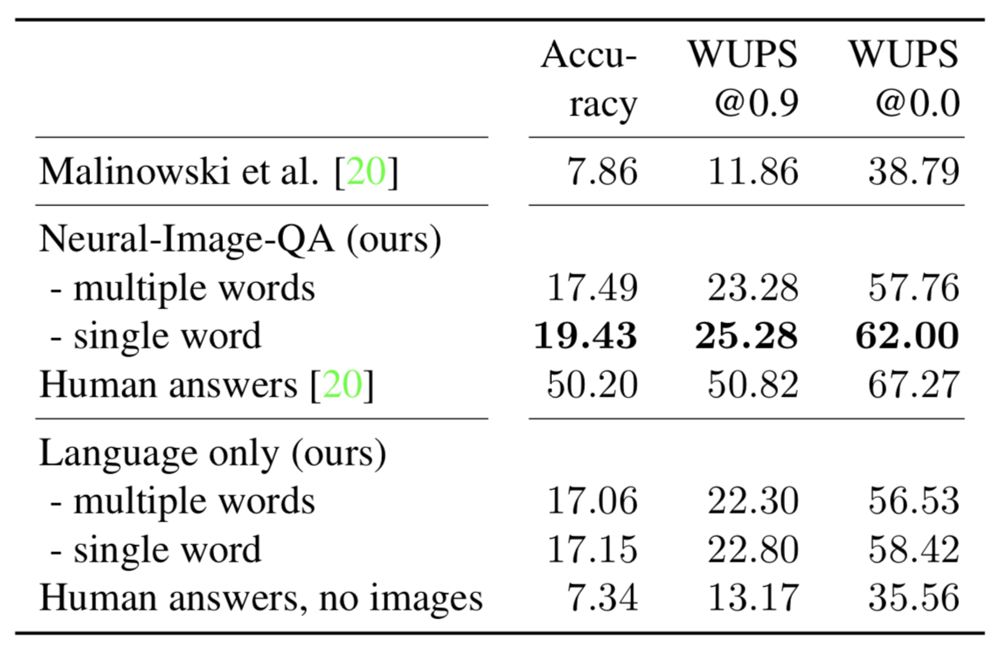 Accu- WUPS WUPS
racy @0.9 @0.0
Malinowski et al. [20] 7.86 11.86 38.79
Neural-Image-QA (ours)
- multiple words 17.49 23.28 57.76
- single word 19.43 25.28 62.00
Human answers [20] 50.20 50.82 67.27
Language only (ours)
- multiple words 17.06 22.30 56.53
- single word 17.15 22.80 58.42
Human answers, no images 7.34 13.17 35.56